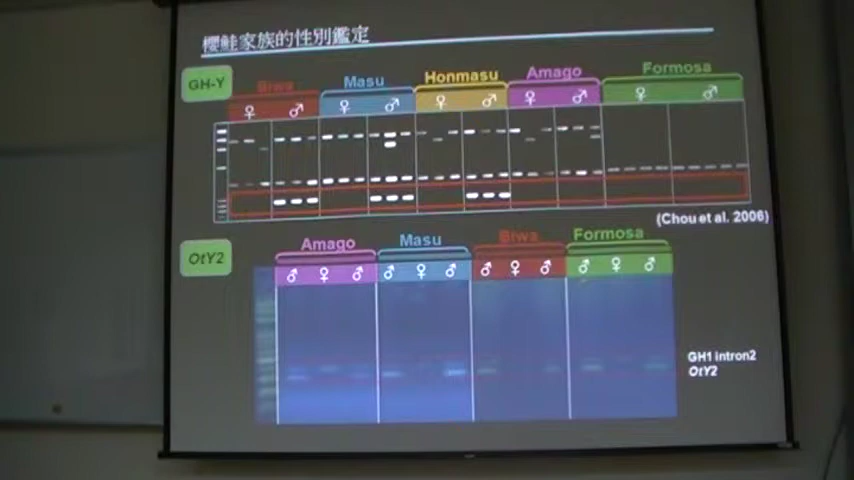 櫻鮭家族的性別鑑定
GH-Y
Biwa Masu Honmasu Amago Formosa
♀ ♂ ♀ ♂ ♀ ♂ ♀ ♂ ♀ ♂
(Chou et al. 2006)
OtY2
Amago Masu Biwa Formosa
♂ ♀ ♂ ♂ ♀ ♂ ♂ ♀ ♂ ♂ ♀ ♂
GH1 intron2
OtY2